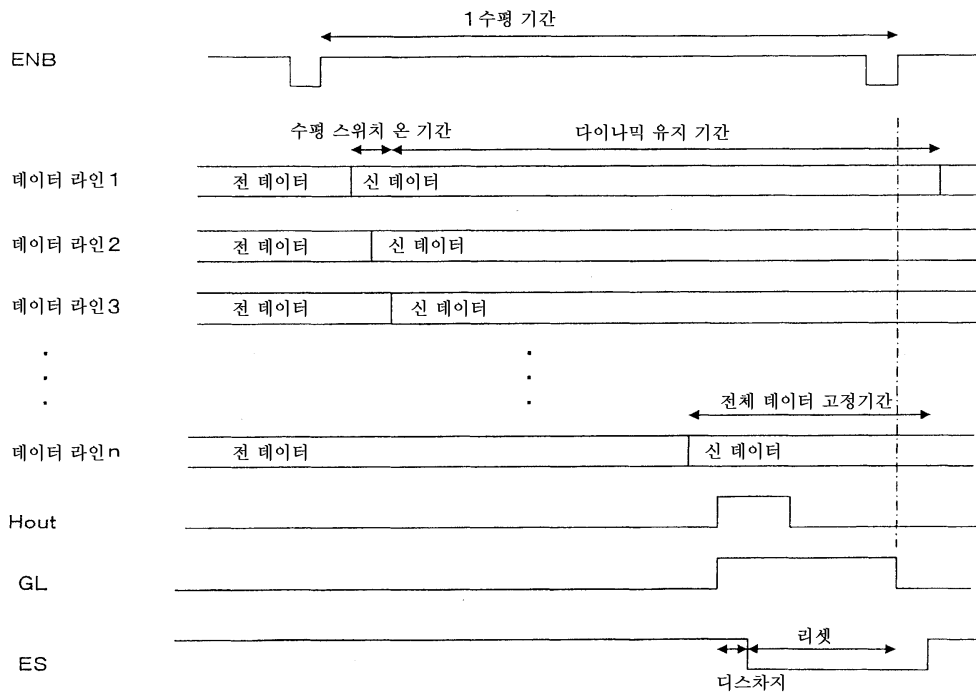 1수평 기간
ENB
수평 스위치 온 기간
다이나믹 유지 기간
데이터 라인1
전 데이터
신 데이터
데이터 라인2
전 데이터
신 데이터
데이터 라인3
전 데이터
신 데이터
전체 데이터 고정기간
데이터 라인n
전 데이터
신 데이터
Hout
GL
리셋
ES
디스차지